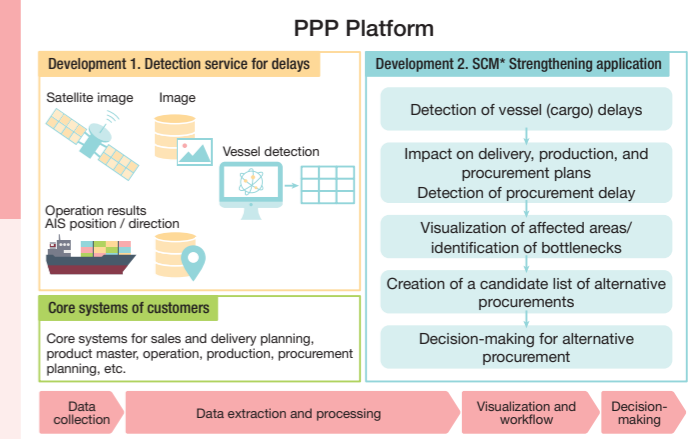 PPP Platform
Development 1. Detection service for delays
Satellite image
Image
Vessel detection
Operation results
AIS position / direction
Core systems of customers
Core systems for sales and delivery planning,
product master, operation, production, procurement
planning, etc.
Development 2. SCM* Strengthening application
Detection of vessel (cargo) delays
Impact on delivery, production, and
procurement plans
Detection of procurement delay
Visualization of affected areas/
identification of bottlenecks
Creation of a candidate list of alternative
procurements
Decision-making for alternative
procurement
Data
collection
Data extraction and processing
Visualization and
workflow
Decision-
making